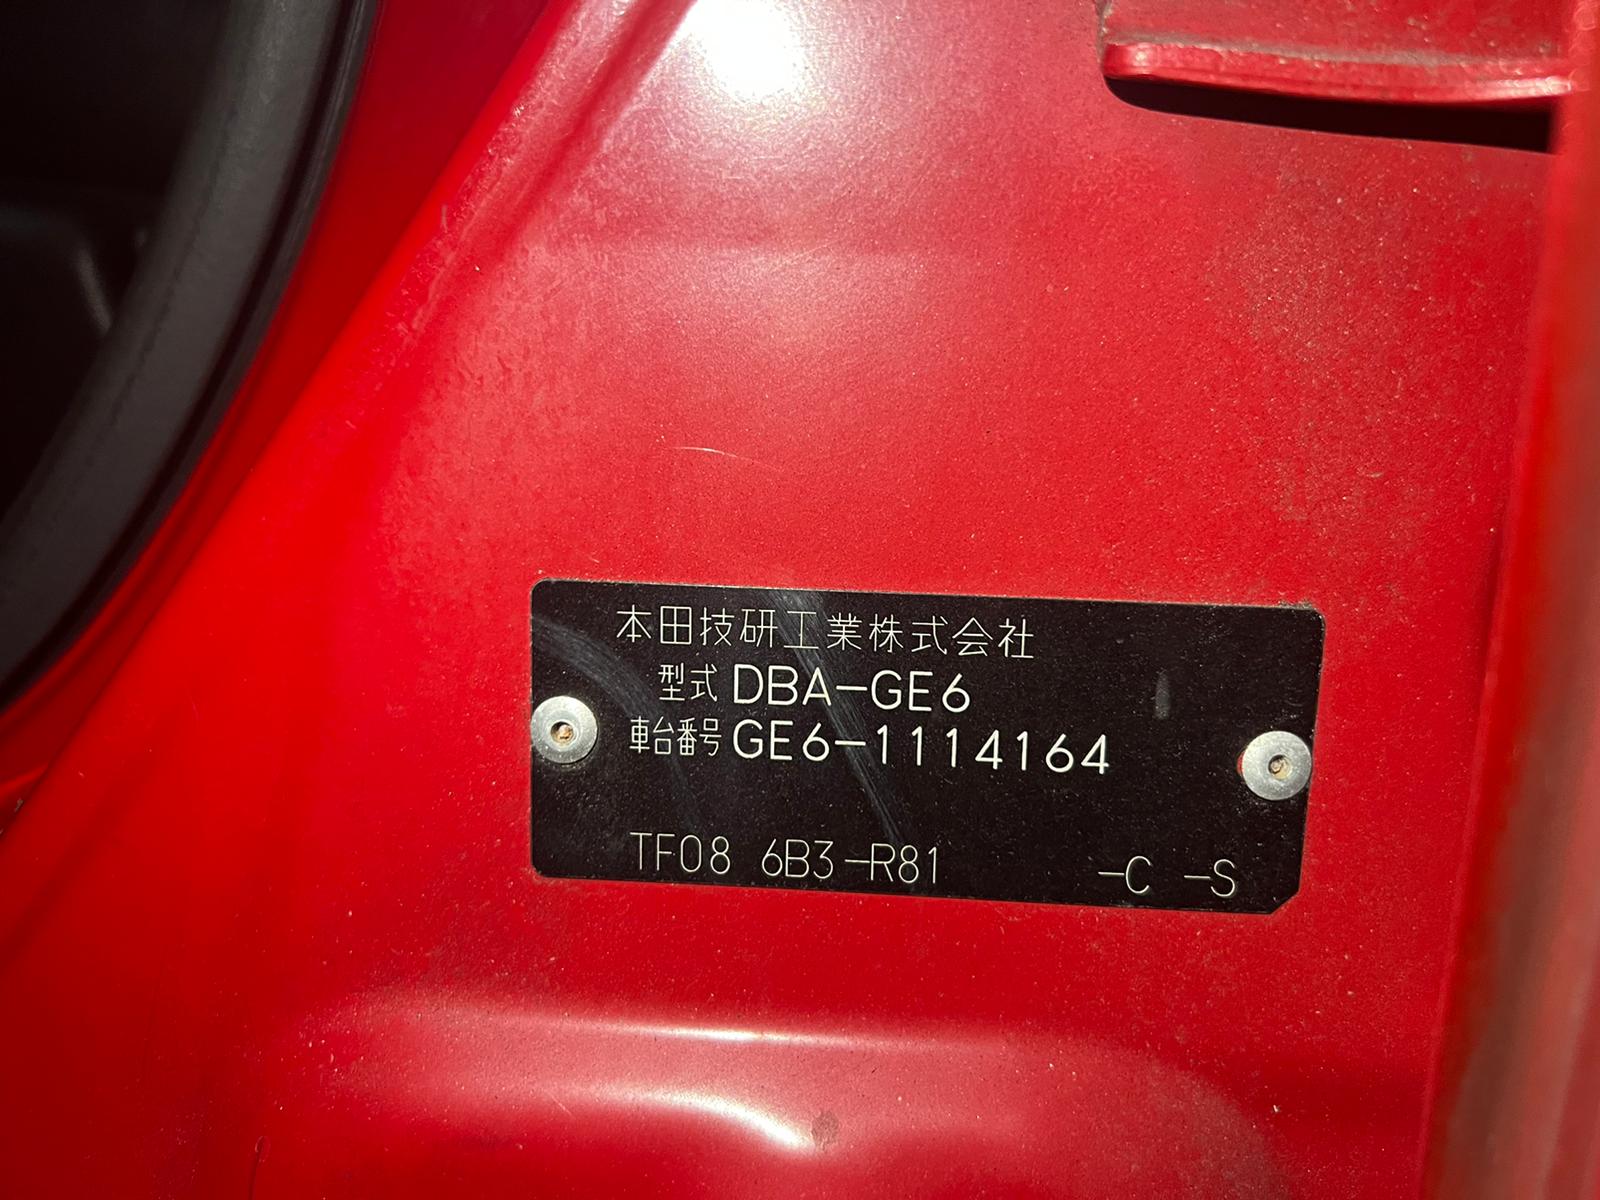 本田技研工業株式会社
型式 DBA-GE6
車台番号 GE6-1114164
TF08 6B3-R81 -C -S